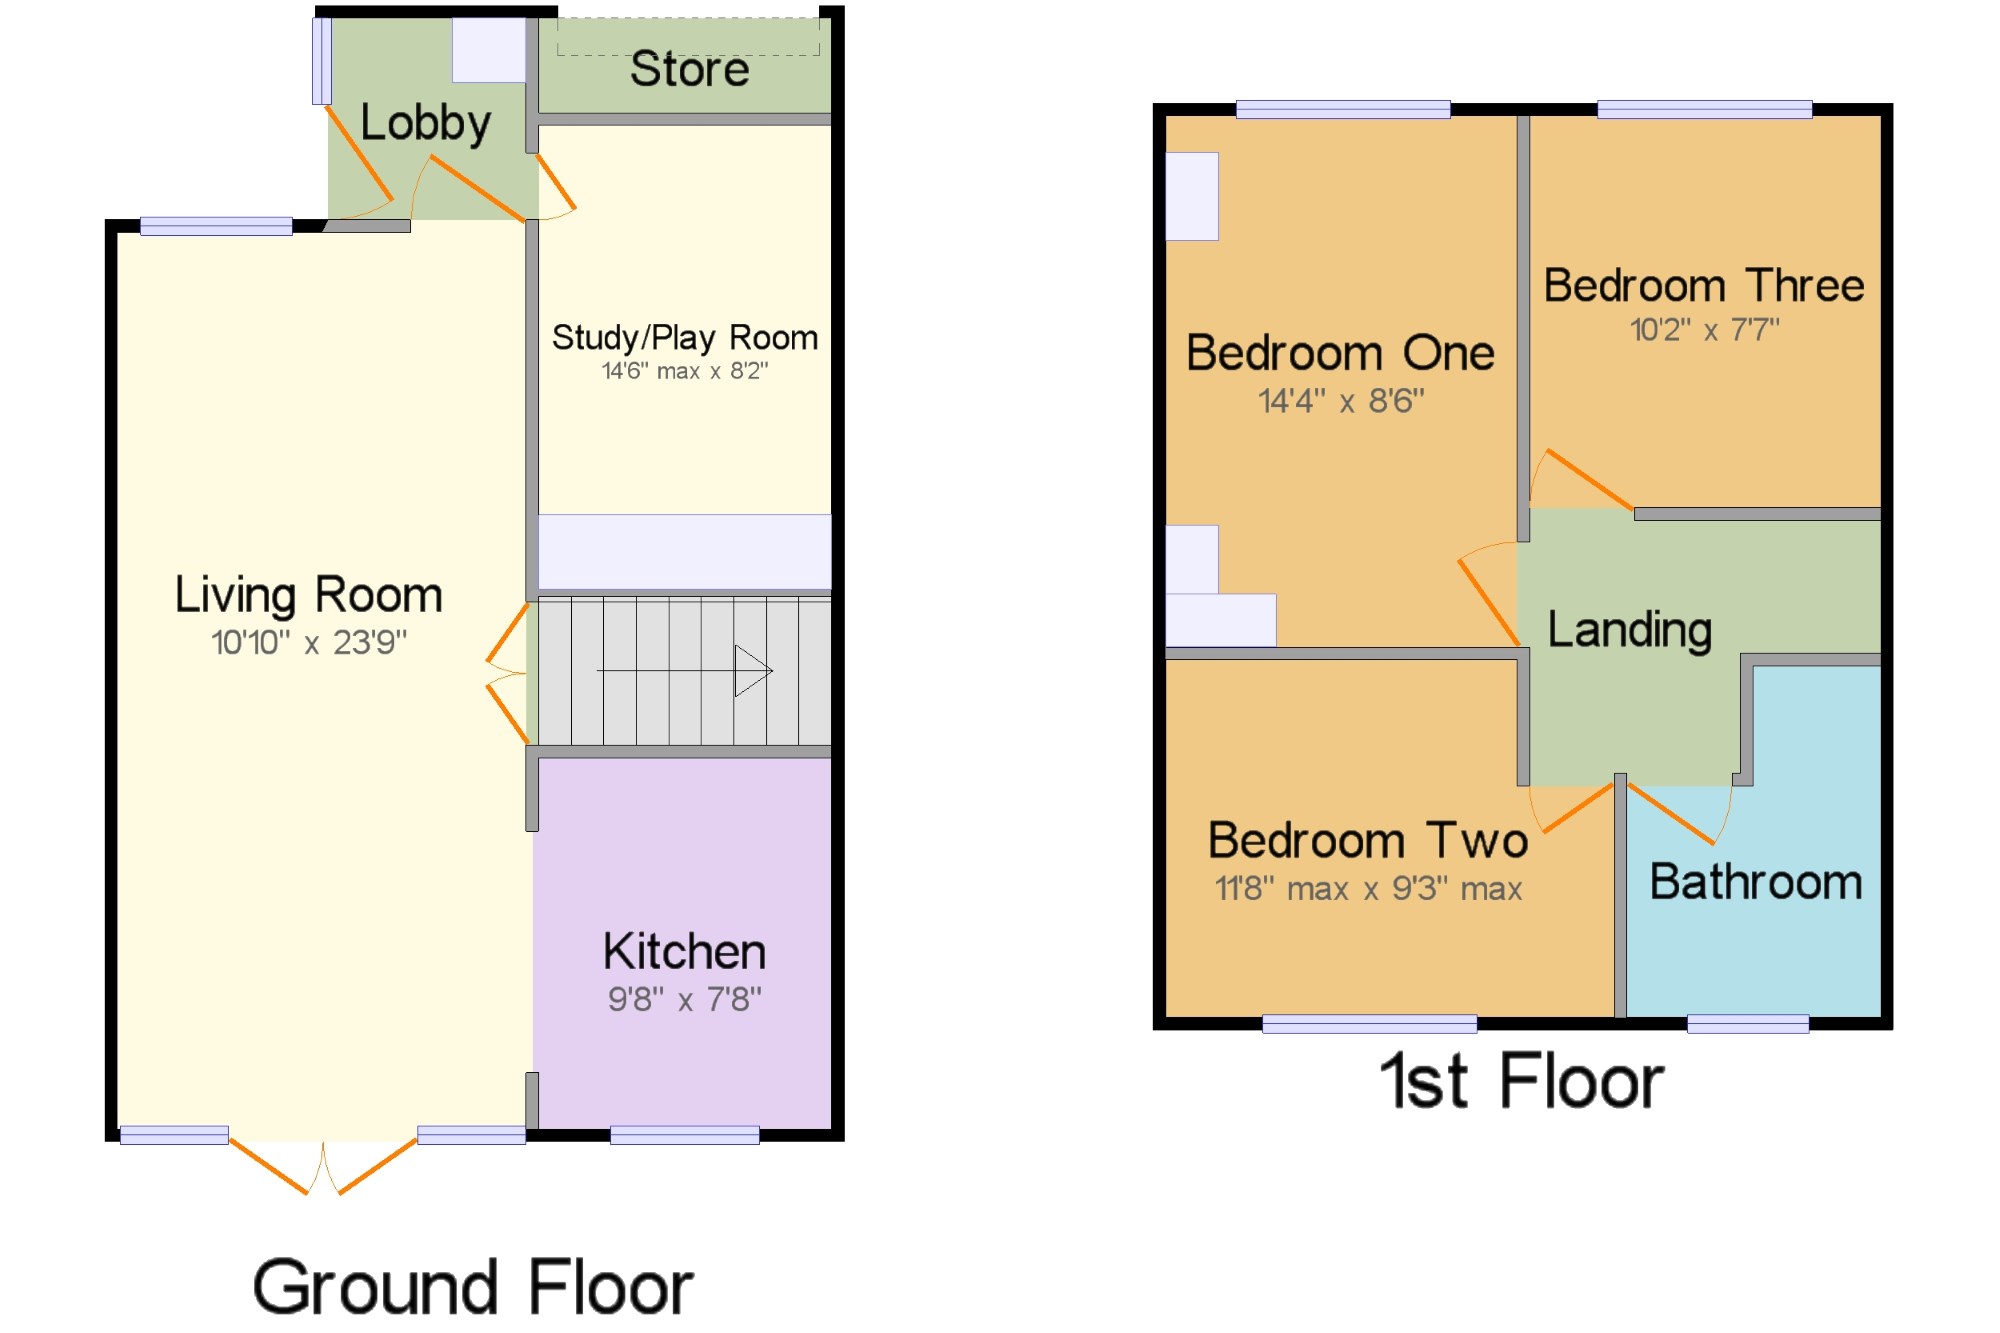 Store
Lobby
Study/Play Room
14'6" max x 8'2"
Living Room
10'10" x 23'9"
Kitchen
9'8" x 7'8"
Ground Floor
Bedroom Three
10'2" x 7'7"
Bedroom One
14'4" x 8'6"
Landing
Bedroom Two
11'8" max x 9'3" max
Bathroom
1st Floor